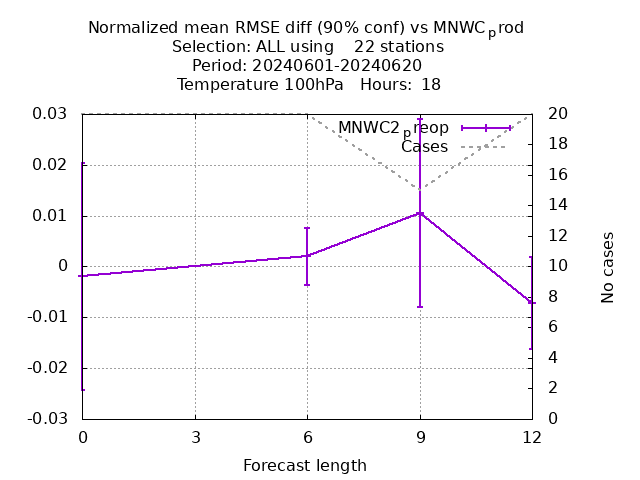 Normalized mean RMSE diff (90% conf) vs MNWCprod
Selection: ALL using 22 stations
Period: 20240601-20240620
Temperature 100hPa Hours: 18
MNWC2preop
Cases
0.03
0.02
0.01
0
-0.01
-0.02
-0.03
20
18
16
14
12
10
8
6
4
2
0
No cases
0 3 6 9 12
Forecast length